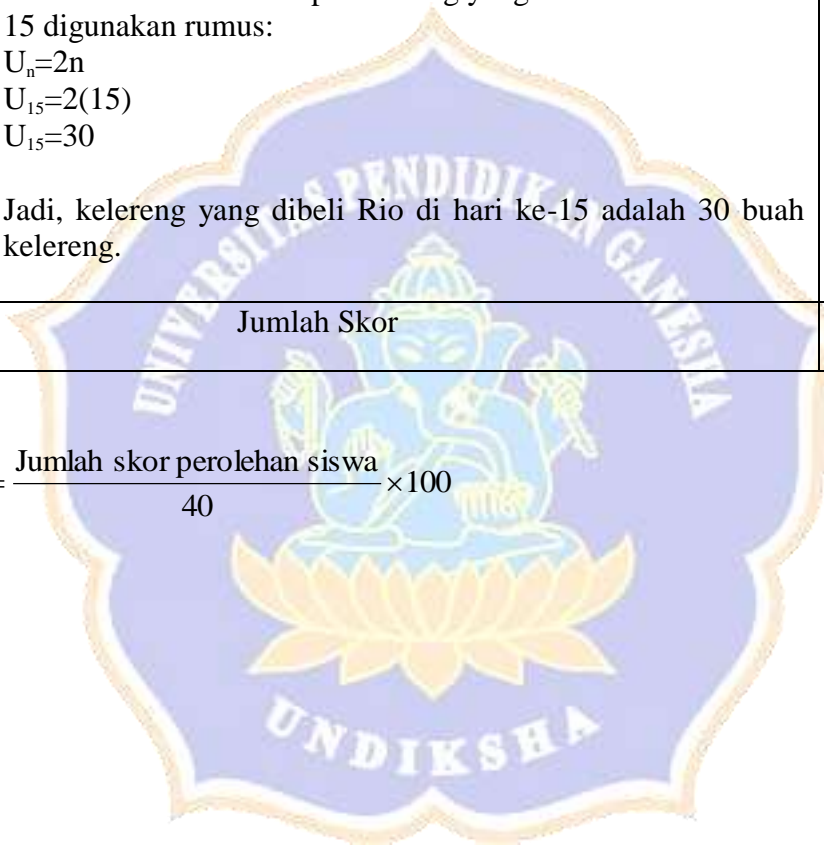 15 digunakan rumus:
Uₙ=2n
U₁₅=2(15)
U₁₅=30
Jadi, kelereng yang dibeli Rio di hari ke-15 adalah 30 buah
kelereng.
Jumlah Skor
= Jumlah skor perolehan siswa / 40 ×100
UNIVERSITAS PENDIDIKAN GANESHA
UNDIKSHA